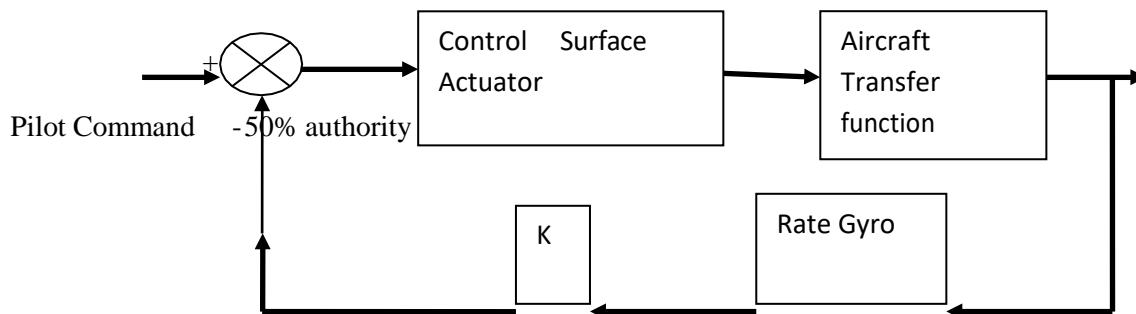 Control Surface
Actuator
Aircraft
Transfer
function
+
Pilot Command -50% authority
K
Rate Gyro